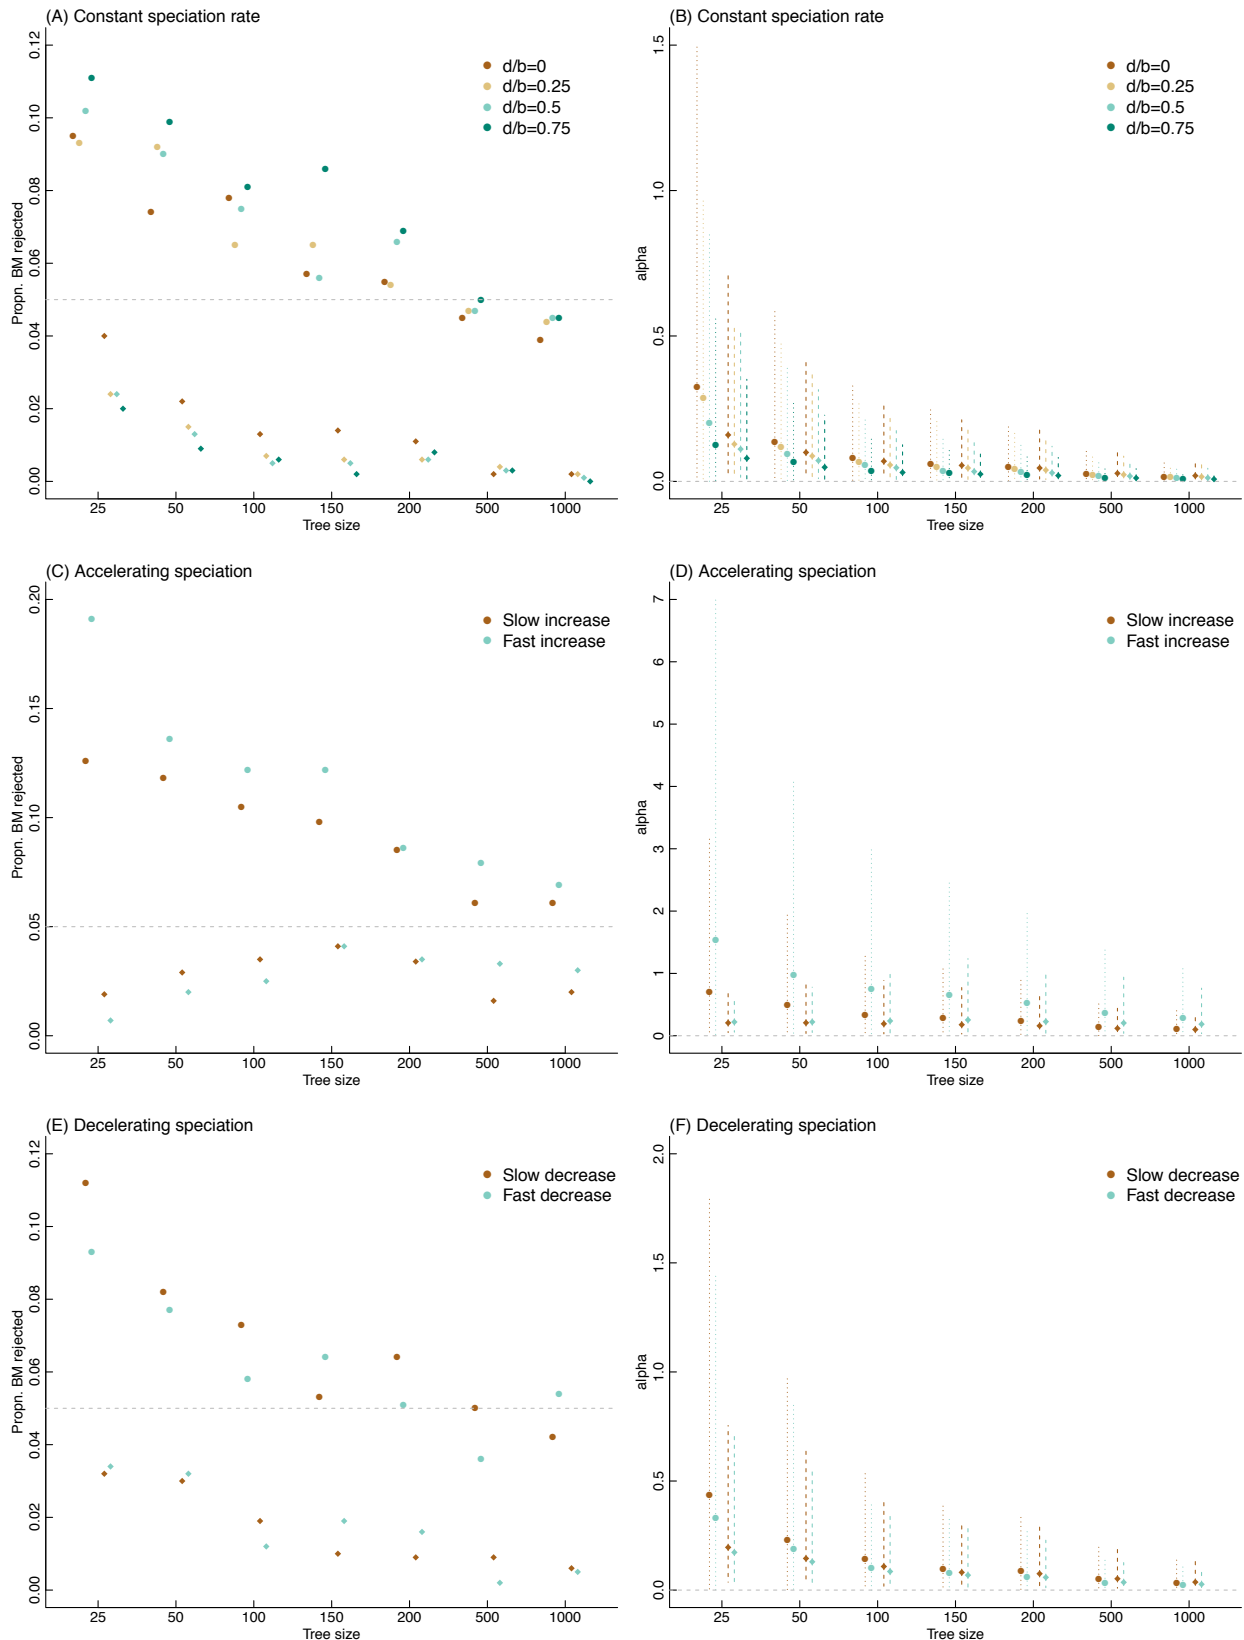 (A) Constant speciation rate
Propn. BM rejected
0.12
0.10
0.08
0.06
0.04
0.02
0.00
d/b=0
d/b=0.25
d/b=0.5
d/b=0.75
25 50 100 150 200 500 1000
Tree size
(B) Constant speciation rate
alpha
1.5
1.0
0.5
0.0
d/b=0
d/b=0.25
d/b=0.5
d/b=0.75
25 50 100 150 200 500 1000
Tree size
(C) Accelerating speciation
Propn. BM rejected
0.20
0.15
0.10
0.05
0.00
Slow increase
Fast increase
25 50 100 150 200 500 1000
Tree size
(D) Accelerating speciation
alpha
7
6
5
4
3
2
1
0
Slow increase
Fast increase
25 50 100 150 200 500 1000
Tree size
(E) Decelerating speciation
Propn. BM rejected
0.12
0.10
0.08
0.06
0.04
0.02
0.00
Slow decrease
Fast decrease
25 50 100 150 200 500 1000
Tree size
(F) Decelerating speciation
alpha
2.0
1.5
1.0
0.5
0.0
Slow decrease
Fast decrease
25 50 100 150 200 500 1000
Tree size